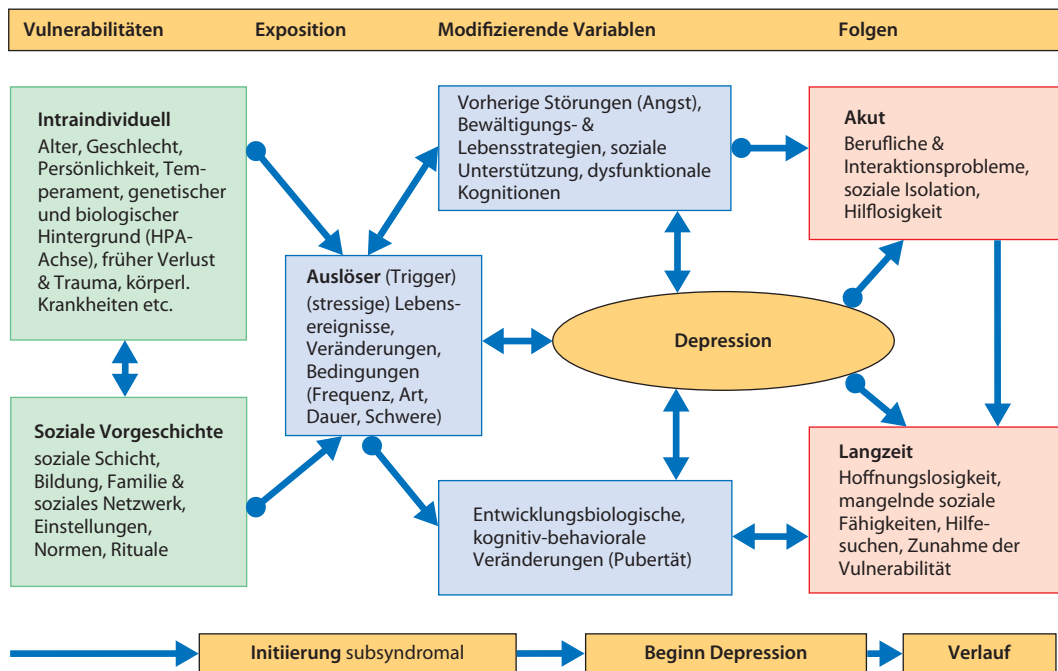 Vulnerabilitäten Exposition Modifizierende Variablen Folgen
Intraindividuell
Alter, Geschlecht,
Persönlichkeit, Tem-
perament, genetischer
und biologischer
Hintergrund (HPA-
Achse), früher Verlust
& Trauma, körperl.
Krankheiten etc.
Soziale Vorgeschichte
soziale Schicht,
Bildung, Familie &
soziales Netzwerk,
Einstellungen,
Normen, Rituale
Auslöser (Trigger)
(stressige) Lebens-
ereignisse,
Veränderungen,
Bedingungen
(Frequenz, Art,
Dauer, Schwere)
Vorherige Störungen (Angst),
Bewältigungs- &
Lebensstrategien, soziale
Unterstützung, dysfunktionale
Kognitionen
Depression
Entwicklungsbiologische,
kognitiv-behaviorale
Veränderungen (Pubertät)
Akut
Berufliche &
Interaktionsprobleme,
soziale Isolation,
Hilflosigkeit
Langzeit
Hoffnungslosigkeit,
mangelnde soziale
Fähigkeiten, Hilfe-
suchen, Zunahme der
Vulnerabilität
Initiierung subsyndromal Beginn Depression Verlauf